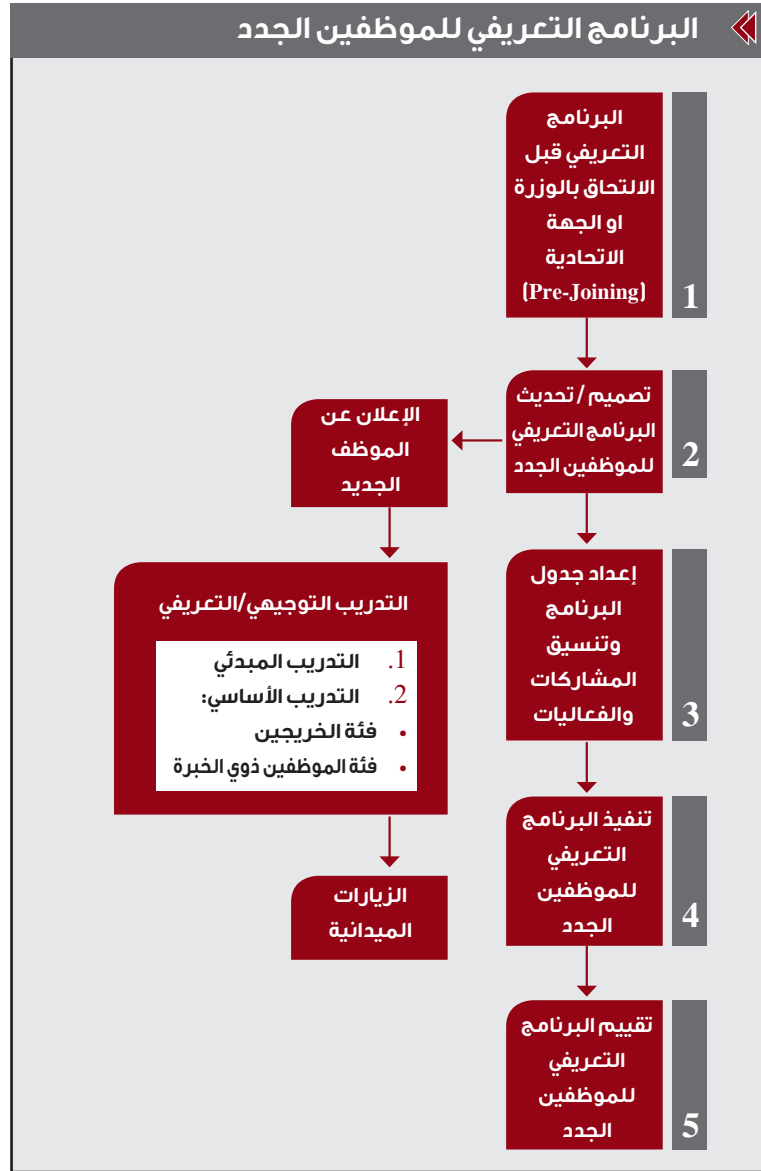 البرنامج التعريفي للموظفين الجدد
البرنامج
التعريفي قبل
الالتحاق بالوزرة
او الجهة
الاتحادية
(Pre-Joining)
1
تصميم / تحديث
البرنامج التعريفي
للموظفين الجدد
2
الإعلان عن
الموظف
الجديد
التدريب التوجيهي/التعريفي
1. التدريب المبدئي
2. التدريب الأساسي:
• فئة الخريجين
• فئة الموظفين ذوي الخبرة
الزيارات
الميدانية
إعداد جدول
البرنامج
وتنسيق
المشاركات
والفعاليات
3
تنفيذ البرنامج
التعريفي
للموظفين
الجدد
4
تقييم البرنامج
التعريفي
للموظفين
الجدد
5